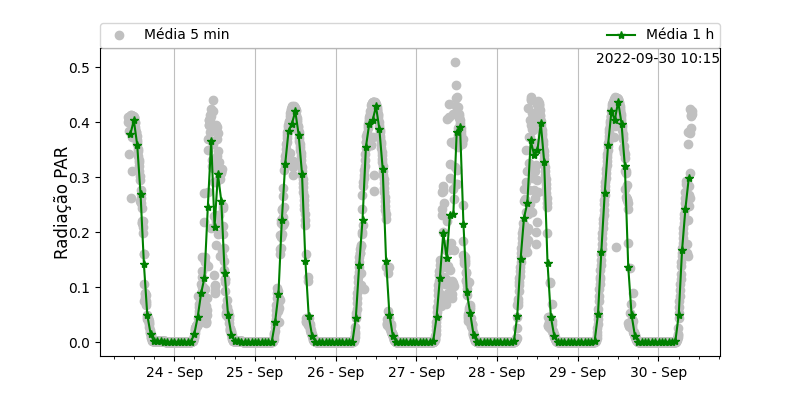 Média 5 min
Média 1 h
2022-09-30 10:15
Radiação PAR
0.5
0.4
0.3
0.2
0.1
0.0
24 - Sep
25 - Sep
26 - Sep
27 - Sep
28 - Sep
29 - Sep
30 - Sep